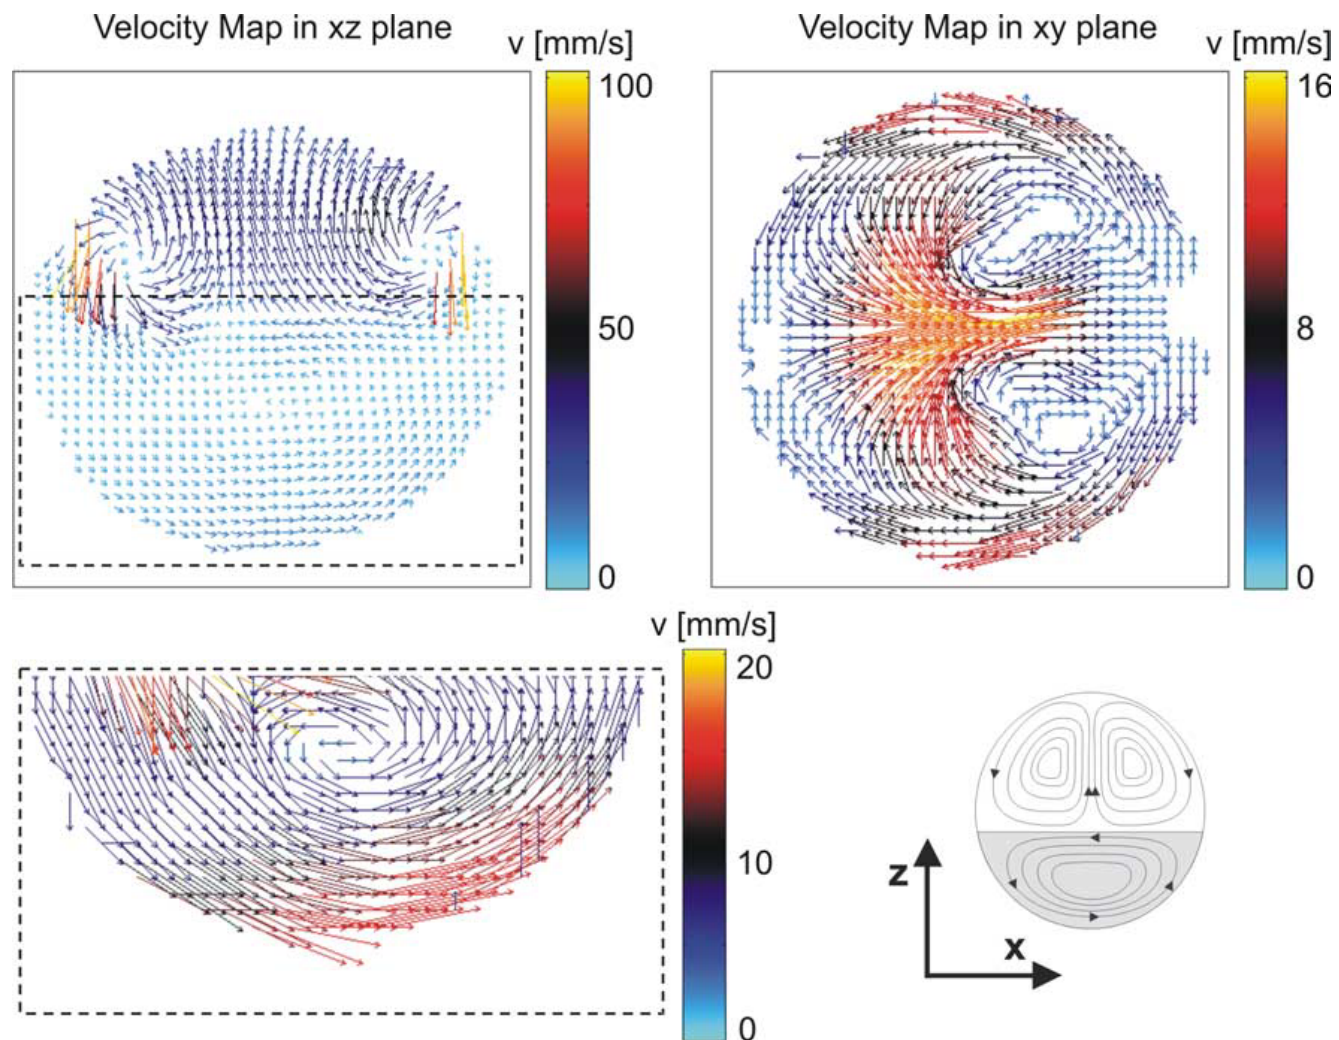 Velocity Map in xz plane
v [mm/s]
100
50
0
Velocity Map in xy plane
v [mm/s]
16
8
0
v [mm/s]
20
10
0
z
x